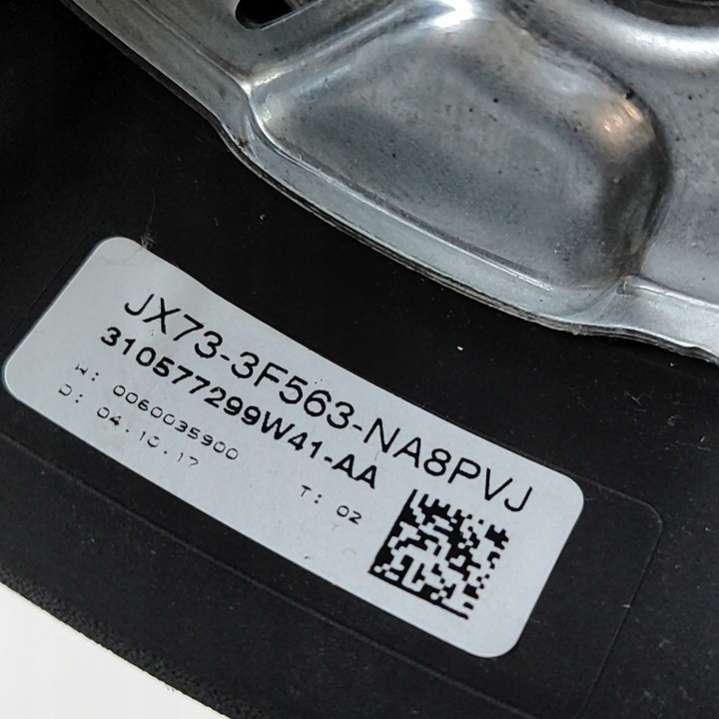 JX73-3F563-NA8PVJ
310577299W41-AA
W: 0060035900
D: 04.10.17
T: 02